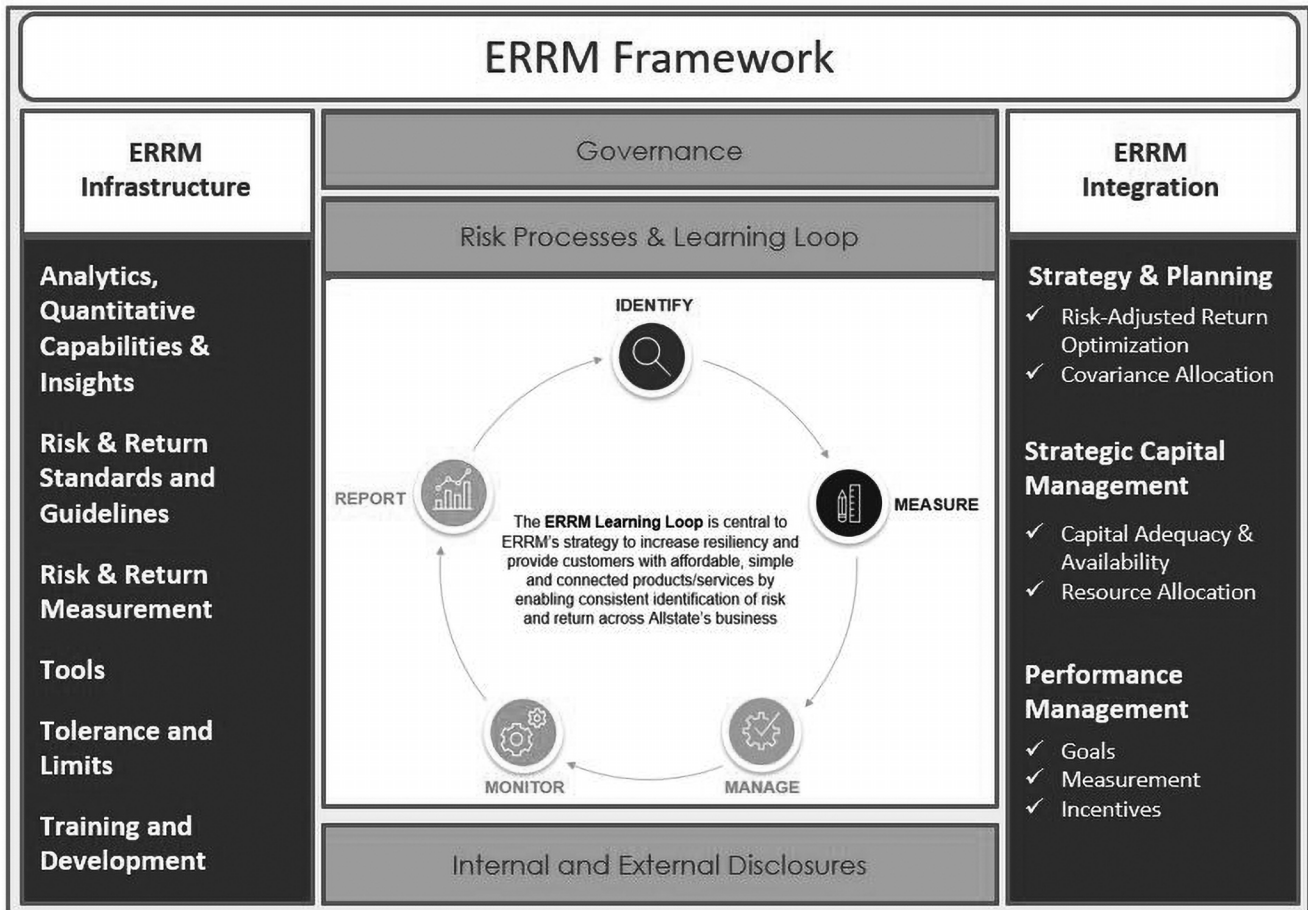 ERRM Framework
ERRM
Infrastructure
Analytics,
Quantitative
Capabilities &
Insights
Risk & Return
Standards and
Guidelines
Risk & Return
Measurement
Tools
Tolerance and
Limits
Training and
Development
Governance
Risk Processes & Learning Loop
IDENTIFY
MEASURE
MANAGE
MONITOR
REPORT
The ERRM Learning Loop is central to
ERRM's strategy to increase resiliency and
provide customers with affordable, simple
and connected products/services by
enabling consistent identification of risk
and return across Allstate's business
Internal and External Disclosures
ERRM
Integration
Strategy & Planning
✓ Risk-Adjusted Return
Optimization
✓ Covariance Allocation
Strategic Capital
Management
✓ Capital Adequacy &
Availability
✓ Resource Allocation
Performance
Management
✓ Goals
✓ Measurement
✓ Incentives